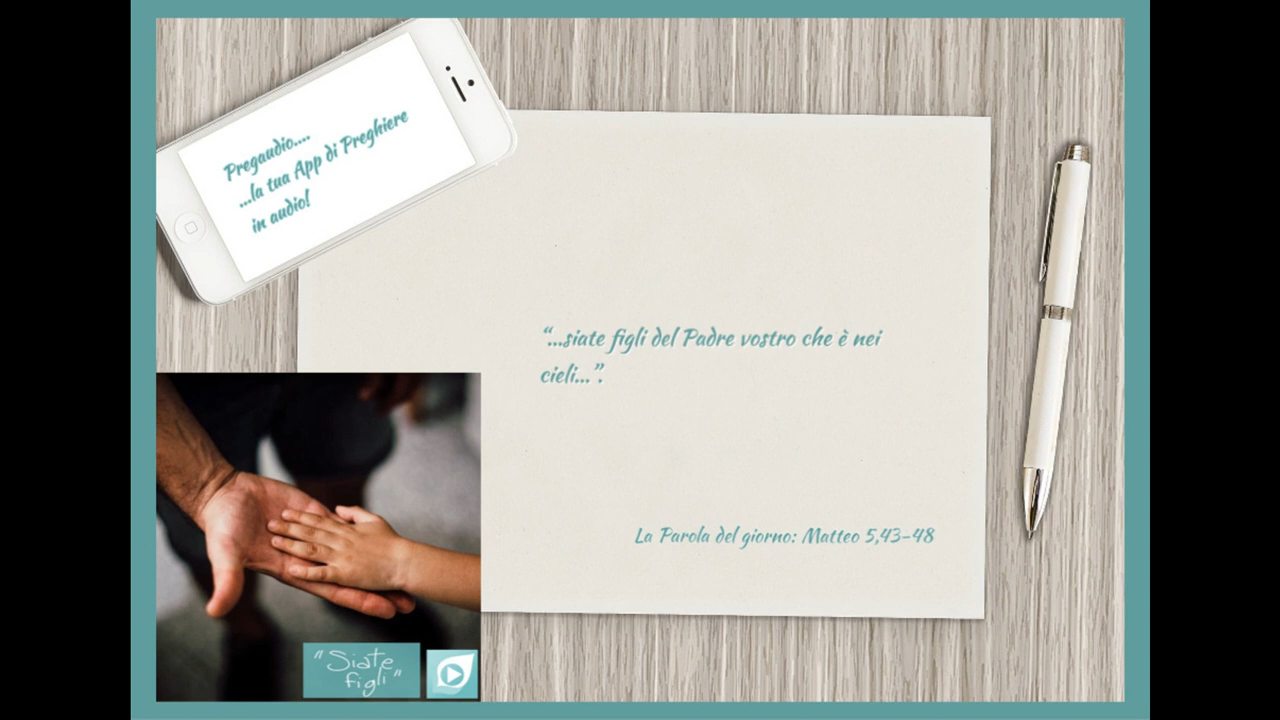 Pregaudio....
...la tua App di Preghiere
in audio!
“...siate figli del Padre vostro che è nei
cieli...”.
La Parola del giorno: Matteo 5,43-48
"Siate
figli"